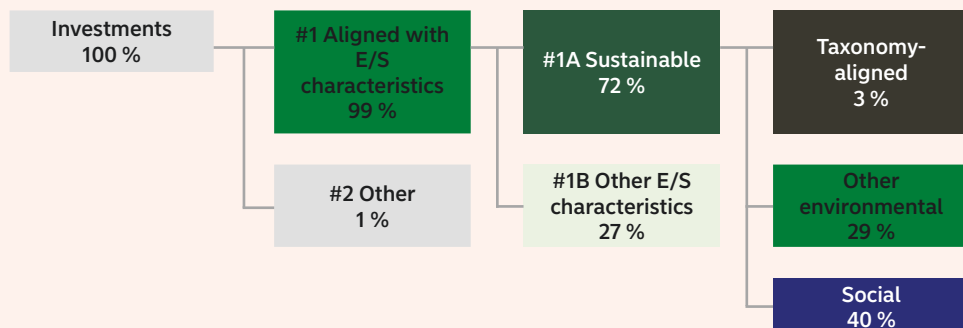 Investments
100 %
#1 Aligned with
E/S
characteristics
99 %
#1A Sustainable
72 %
Taxonomy-
aligned
3 %
#2 Other
1 %
#1B Other E/S
characteristics
27 %
Other
environmental
29 %
Social
40 %